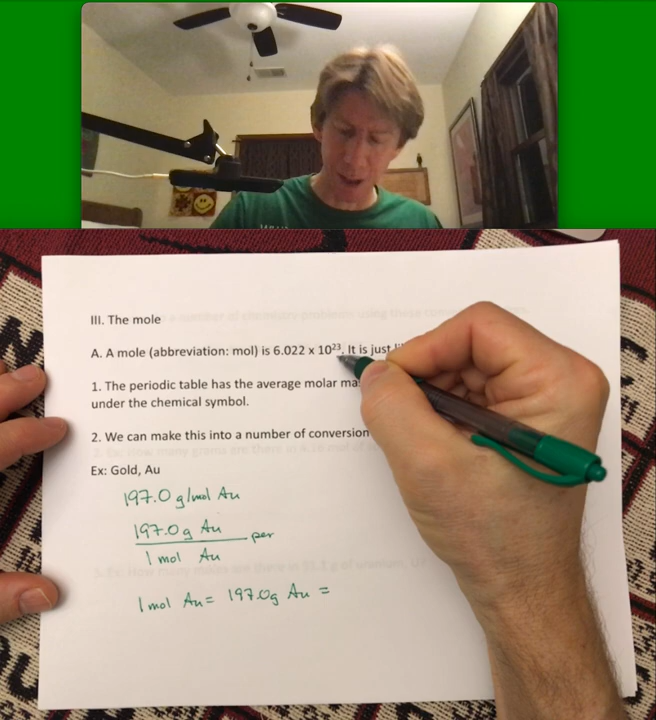 III. The mole
A. A mole (abbreviation: mol) is 6.022 x 10²³. It is just
1. The periodic table has the average molar
under the chemical symbol.
2. We can make this into a number of conversion
Ex: Gold, Au
197.0 g/mol Au
197.0 g Au
per
1 mol Au
1 mol Au = 197.0g Au =